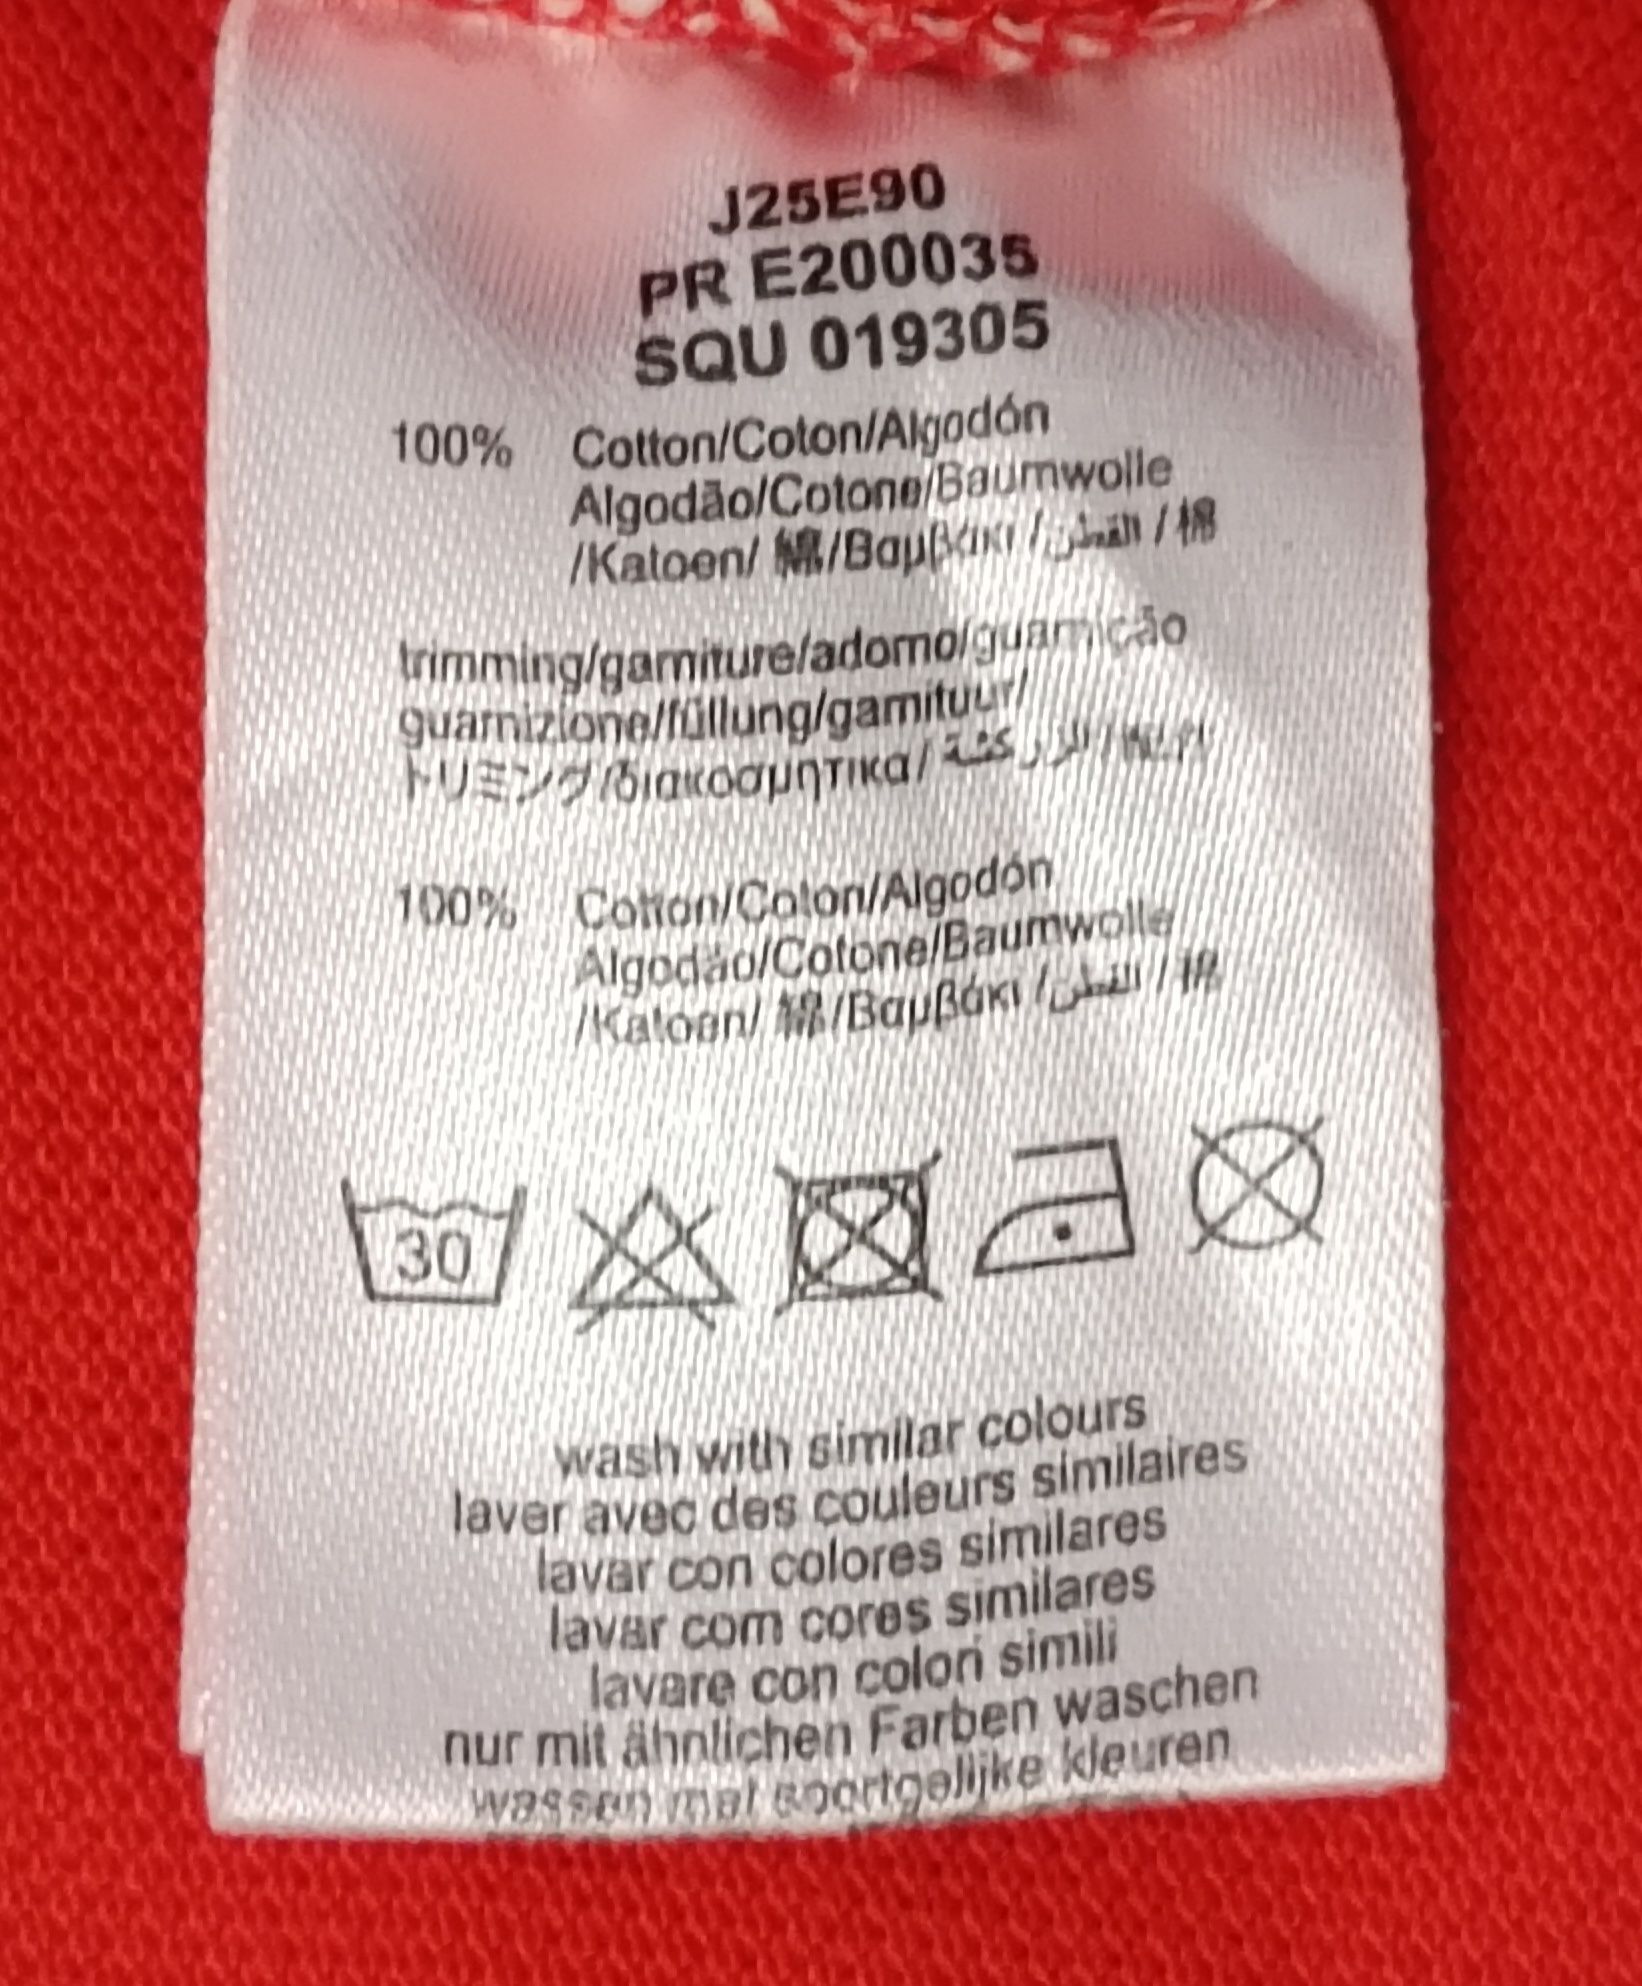 J25E90
PR E200035
SQU 019305
100% Cotton/Coton/Algodón
Algodão/Cotone/Baumwolle
/Katoen/ 綿/Βαμβάκι / القطن / 棉
trimming/garniture/adorno/guarnição
guarnizione/füllung/garnituur/
トリミング/διακοσμητικα/
100% Cotton/Coton/Algodón
Algodão/Cotone/Baumwolle
/Katoen/ 綿/Βαμβάκι / القطن / 棉
30
wash with similar colours
laver avec des couleurs similaires
lavar con colores similares
lavar com cores similares
lavare con colori simili
nur mit ähnlichen Farben waschen
wassen met soortgelijke kleuren